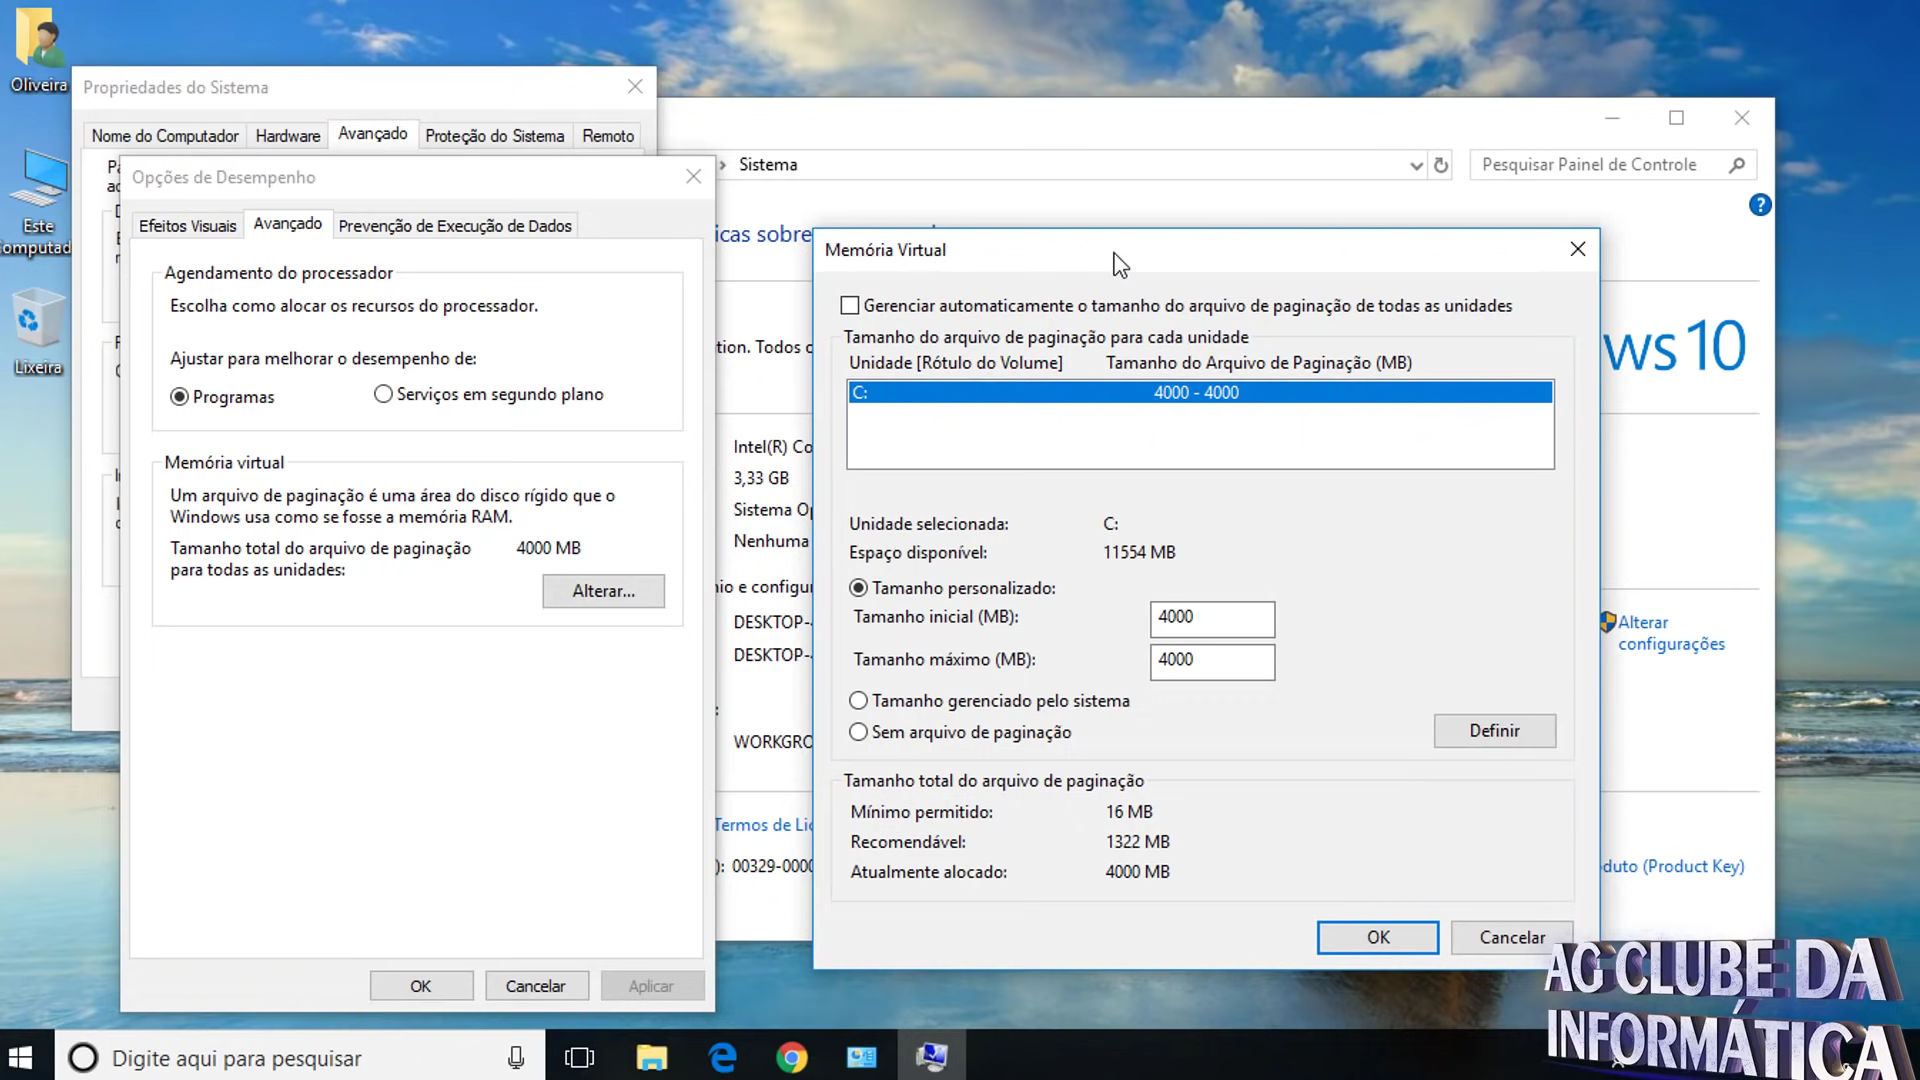 Oliveira
Este
omputad
Lixeira
Propriedades do Sistema
Nome do Computador Hardware Avançado Proteção do Sistema Remoto
Opções de Desempenho
Efeitos Visuais Avançado Prevenção de Execução de Dados
Agendamento do processador
Escolha como alocar os recursos do processador.
Ajustar para melhorar o desempenho de:
Programas Serviços em segundo plano
Memória virtual
Um arquivo de paginação é uma área do disco rígido que o
Windows usa como se fosse a memória RAM.
Tamanho total do arquivo de paginação 4000 MB
para todas as unidades:
Alterar...
OK Cancelar Aplicar
Sistema
Pesquisar Painel de Controle
icas sobre
tion. Todos
ws 10
Intel(R) Co
3,33 GB
Sistema Op
Nenhuma
io e configur
DESKTOP-
DESKTOP-
WORKGRO
Termos de Lic
): 00329-0000
Alterar
configurações
duto (Product Key)
Memória Virtual
Gerenciar automaticamente o tamanho do arquivo de paginação de todas as unidades
Tamanho do arquivo de paginação para cada unidade
Unidade [Rótulo do Volume] Tamanho do Arquivo de Paginação (MB)
C: 4000 - 4000
Unidade selecionada: C:
Espaço disponível: 11554 MB
Tamanho personalizado:
Tamanho inicial (MB): 4000
Tamanho máximo (MB): 4000
Tamanho gerenciado pelo sistema
Sem arquivo de paginação
Definir
Tamanho total do arquivo de paginação
Mínimo permitido: 16 MB
Recomendável: 1322 MB
Atualmente alocado: 4000 MB
OK Cancelar
AG CLUBE DA
INFORMÁTICA
Digite aqui para pesquisar